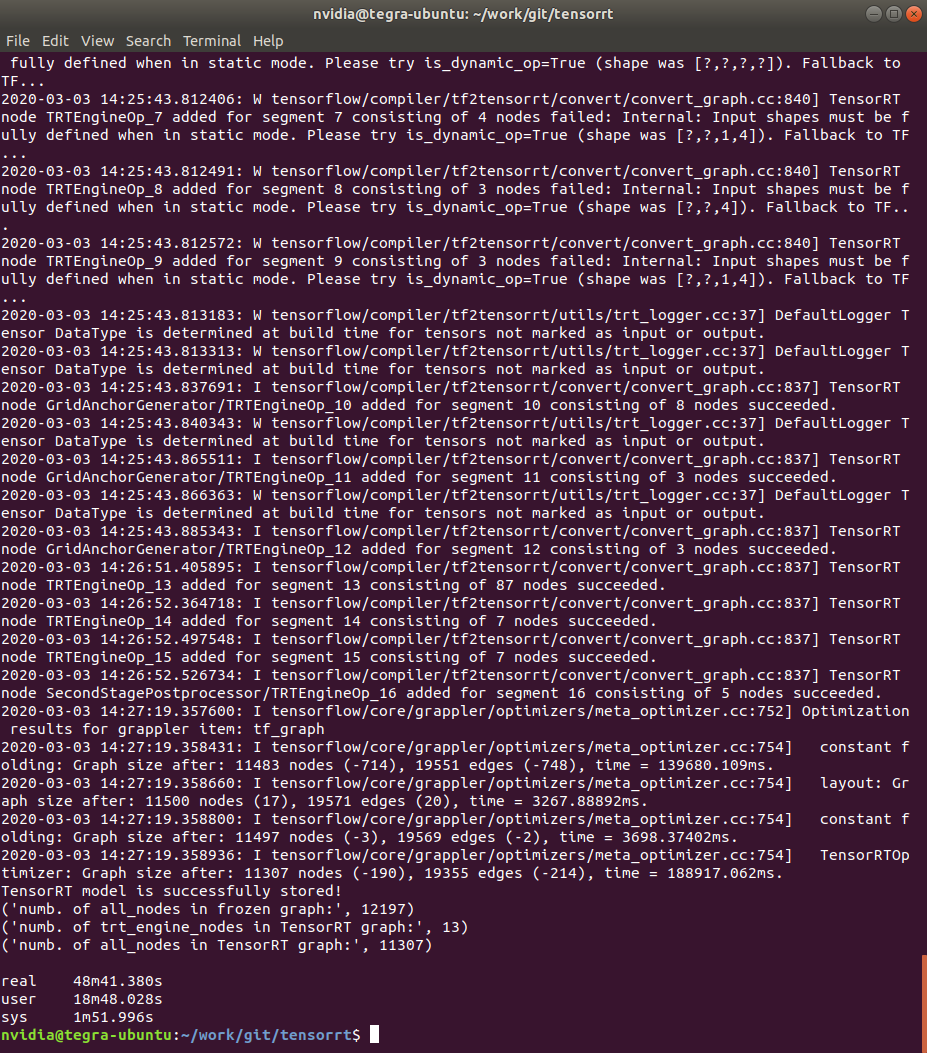 nvidia@tegra-ubuntu: ~/work/git/tensorrt
File Edit View Search Terminal Help
 fully defined when in static mode. Please try is_dynamic_op=True (shape was [?,?,?,?]). Fallback to
TF...
2020-03-03 14:25:43.812406: W tensorflow/compiler/tf2tensorrt/convert/convert_graph.cc:840] TensorRT
node TRTEngineOp_7 added for segment 7 consisting of 4 nodes failed: Internal: Input shapes must be f
ully defined when in static mode. Please try is_dynamic_op=True (shape was [?,?,1,4]). Fallback to TF
...
2020-03-03 14:25:43.812491: W tensorflow/compiler/tf2tensorrt/convert/convert_graph.cc:840] TensorRT
node TRTEngineOp_8 added for segment 8 consisting of 3 nodes failed: Internal: Input shapes must be f
ully defined when in static mode. Please try is_dynamic_op=True (shape was [?,?,4]). Fallback to TF..
.
2020-03-03 14:25:43.812572: W tensorflow/compiler/tf2tensorrt/convert/convert_graph.cc:840] TensorRT
node TRTEngineOp_9 added for segment 9 consisting of 3 nodes failed: Internal: Input shapes must be f
ully defined when in static mode. Please try is_dynamic_op=True (shape was [?,?,1,4]). Fallback to TF
...
2020-03-03 14:25:43.813183: W tensorflow/compiler/tf2tensorrt/utils/trt_logger.cc:37] DefaultLogger T
ensor DataType is determined at build time for tensors not marked as input or output.
2020-03-03 14:25:43.813313: W tensorflow/compiler/tf2tensorrt/utils/trt_logger.cc:37] DefaultLogger T
ensor DataType is determined at build time for tensors not marked as input or output.
2020-03-03 14:25:43.837691: I tensorflow/compiler/tf2tensorrt/convert/convert_graph.cc:837] TensorRT
node GridAnchorGenerator/TRTEngineOp_10 added for segment 10 consisting of 8 nodes succeeded.
2020-03-03 14:25:43.840343: W tensorflow/compiler/tf2tensorrt/utils/trt_logger.cc:37] DefaultLogger T
ensor DataType is determined at build time for tensors not marked as input or output.
2020-03-03 14:25:43.865511: I tensorflow/compiler/tf2tensorrt/convert/convert_graph.cc:837] TensorRT
node GridAnchorGenerator/TRTEngineOp_11 added for segment 11 consisting of 3 nodes succeeded.
2020-03-03 14:25:43.866363: W tensorflow/compiler/tf2tensorrt/utils/trt_logger.cc:37] DefaultLogger T
ensor DataType is determined at build time for tensors not marked as input or output.
2020-03-03 14:25:43.885343: I tensorflow/compiler/tf2tensorrt/convert/convert_graph.cc:837] TensorRT
node GridAnchorGenerator/TRTEngineOp_12 added for segment 12 consisting of 3 nodes succeeded.
2020-03-03 14:26:51.405895: I tensorflow/compiler/tf2tensorrt/convert/convert_graph.cc:837] TensorRT
node TRTEngineOp_13 added for segment 13 consisting of 87 nodes succeeded.
2020-03-03 14:26:52.364718: I tensorflow/compiler/tf2tensorrt/convert/convert_graph.cc:837] TensorRT
node TRTEngineOp_14 added for segment 14 consisting of 7 nodes succeeded.
2020-03-03 14:26:52.497548: I tensorflow/compiler/tf2tensorrt/convert/convert_graph.cc:837] TensorRT
node TRTEngineOp_15 added for segment 15 consisting of 7 nodes succeeded.
2020-03-03 14:26:52.526734: I tensorflow/compiler/tf2tensorrt/convert/convert_graph.cc:837] TensorRT
node SecondStagePostprocessor/TRTEngineOp_16 added for segment 16 consisting of 5 nodes succeeded.
2020-03-03 14:27:19.357600: I tensorflow/core/grappler/optimizers/meta_optimizer.cc:752] Optimization
 results for grappler item: tf_graph
2020-03-03 14:27:19.358431: I tensorflow/core/grappler/optimizers/meta_optimizer.cc:754]   constant f
olding: Graph size after: 11483 nodes (-714), 19551 edges (-748), time = 139680.109ms.
2020-03-03 14:27:19.358660: I tensorflow/core/grappler/optimizers/meta_optimizer.cc:754]   layout: Gr
aph size after: 11500 nodes (17), 19571 edges (20), time = 3267.88892ms.
2020-03-03 14:27:19.358800: I tensorflow/core/grappler/optimizers/meta_optimizer.cc:754]   constant f
olding: Graph size after: 11497 nodes (-3), 19569 edges (-2), time = 3698.37402ms.
2020-03-03 14:27:19.358936: I tensorflow/core/grappler/optimizers/meta_optimizer.cc:754]   TensorRTOp
timizer: Graph size after: 11307 nodes (-190), 19355 edges (-214), time = 188917.062ms.
TensorRT model is successfully stored!
('numb. of all_nodes in frozen graph:', 12197)
('numb. of trt_engine_nodes in TensorRT graph:', 13)
('numb. of all_nodes in TensorRT graph:', 11307)
real    48m41.380s
user    18m48.028s
sys     1m51.996s
nvidia@tegra-ubuntu:~/work/git/tensorrt$